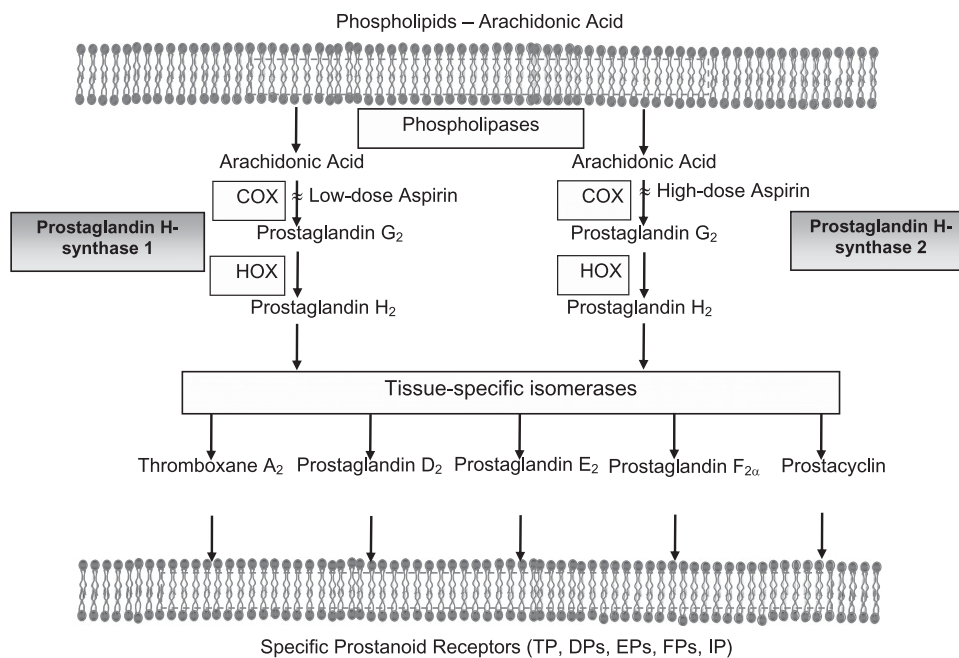 Phospholipids – Arachidonic Acid
Phospholipases
Arachidonic Acid
Arachidonic Acid
COX
≈ Low-dose Aspirin
COX
≈ High-dose Aspirin
Prostaglandin H-
synthase 1
Prostaglandin G₂
Prostaglandin G₂
Prostaglandin H-
synthase 2
HOX
HOX
Prostaglandin H₂
Prostaglandin H₂
Tissue-specific isomerases
Thromboxane A₂
Prostaglandin D₂
Prostaglandin E₂
Prostaglandin F₂α
Prostacyclin
Specific Prostanoid Receptors (TP, DPs, EPs, FPs, IP)